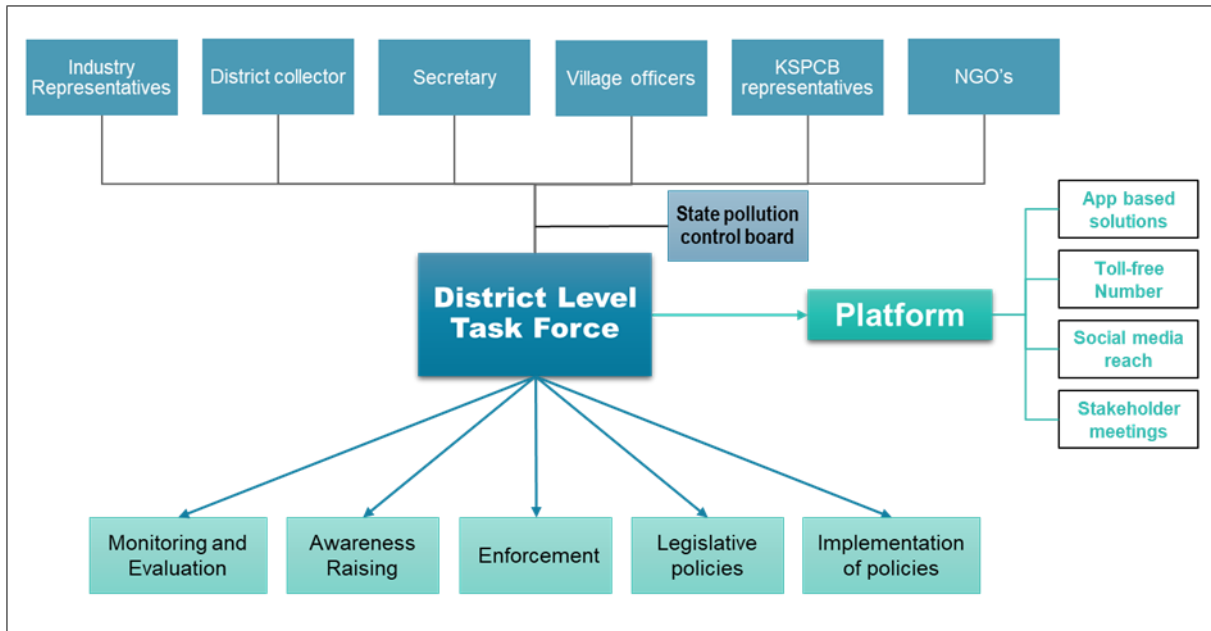 Industry
Representatives
District collector
Secretary
Village officers
KSPCB
representatives
NGO's
State pollution
control board
District Level
Task Force
Platform
App based
solutions
Toll-free
Number
Social media
reach
Stakeholder
meetings
Monitoring and
Evaluation
Awareness
Raising
Enforcement
Legislative
policies
Implementation
of policies